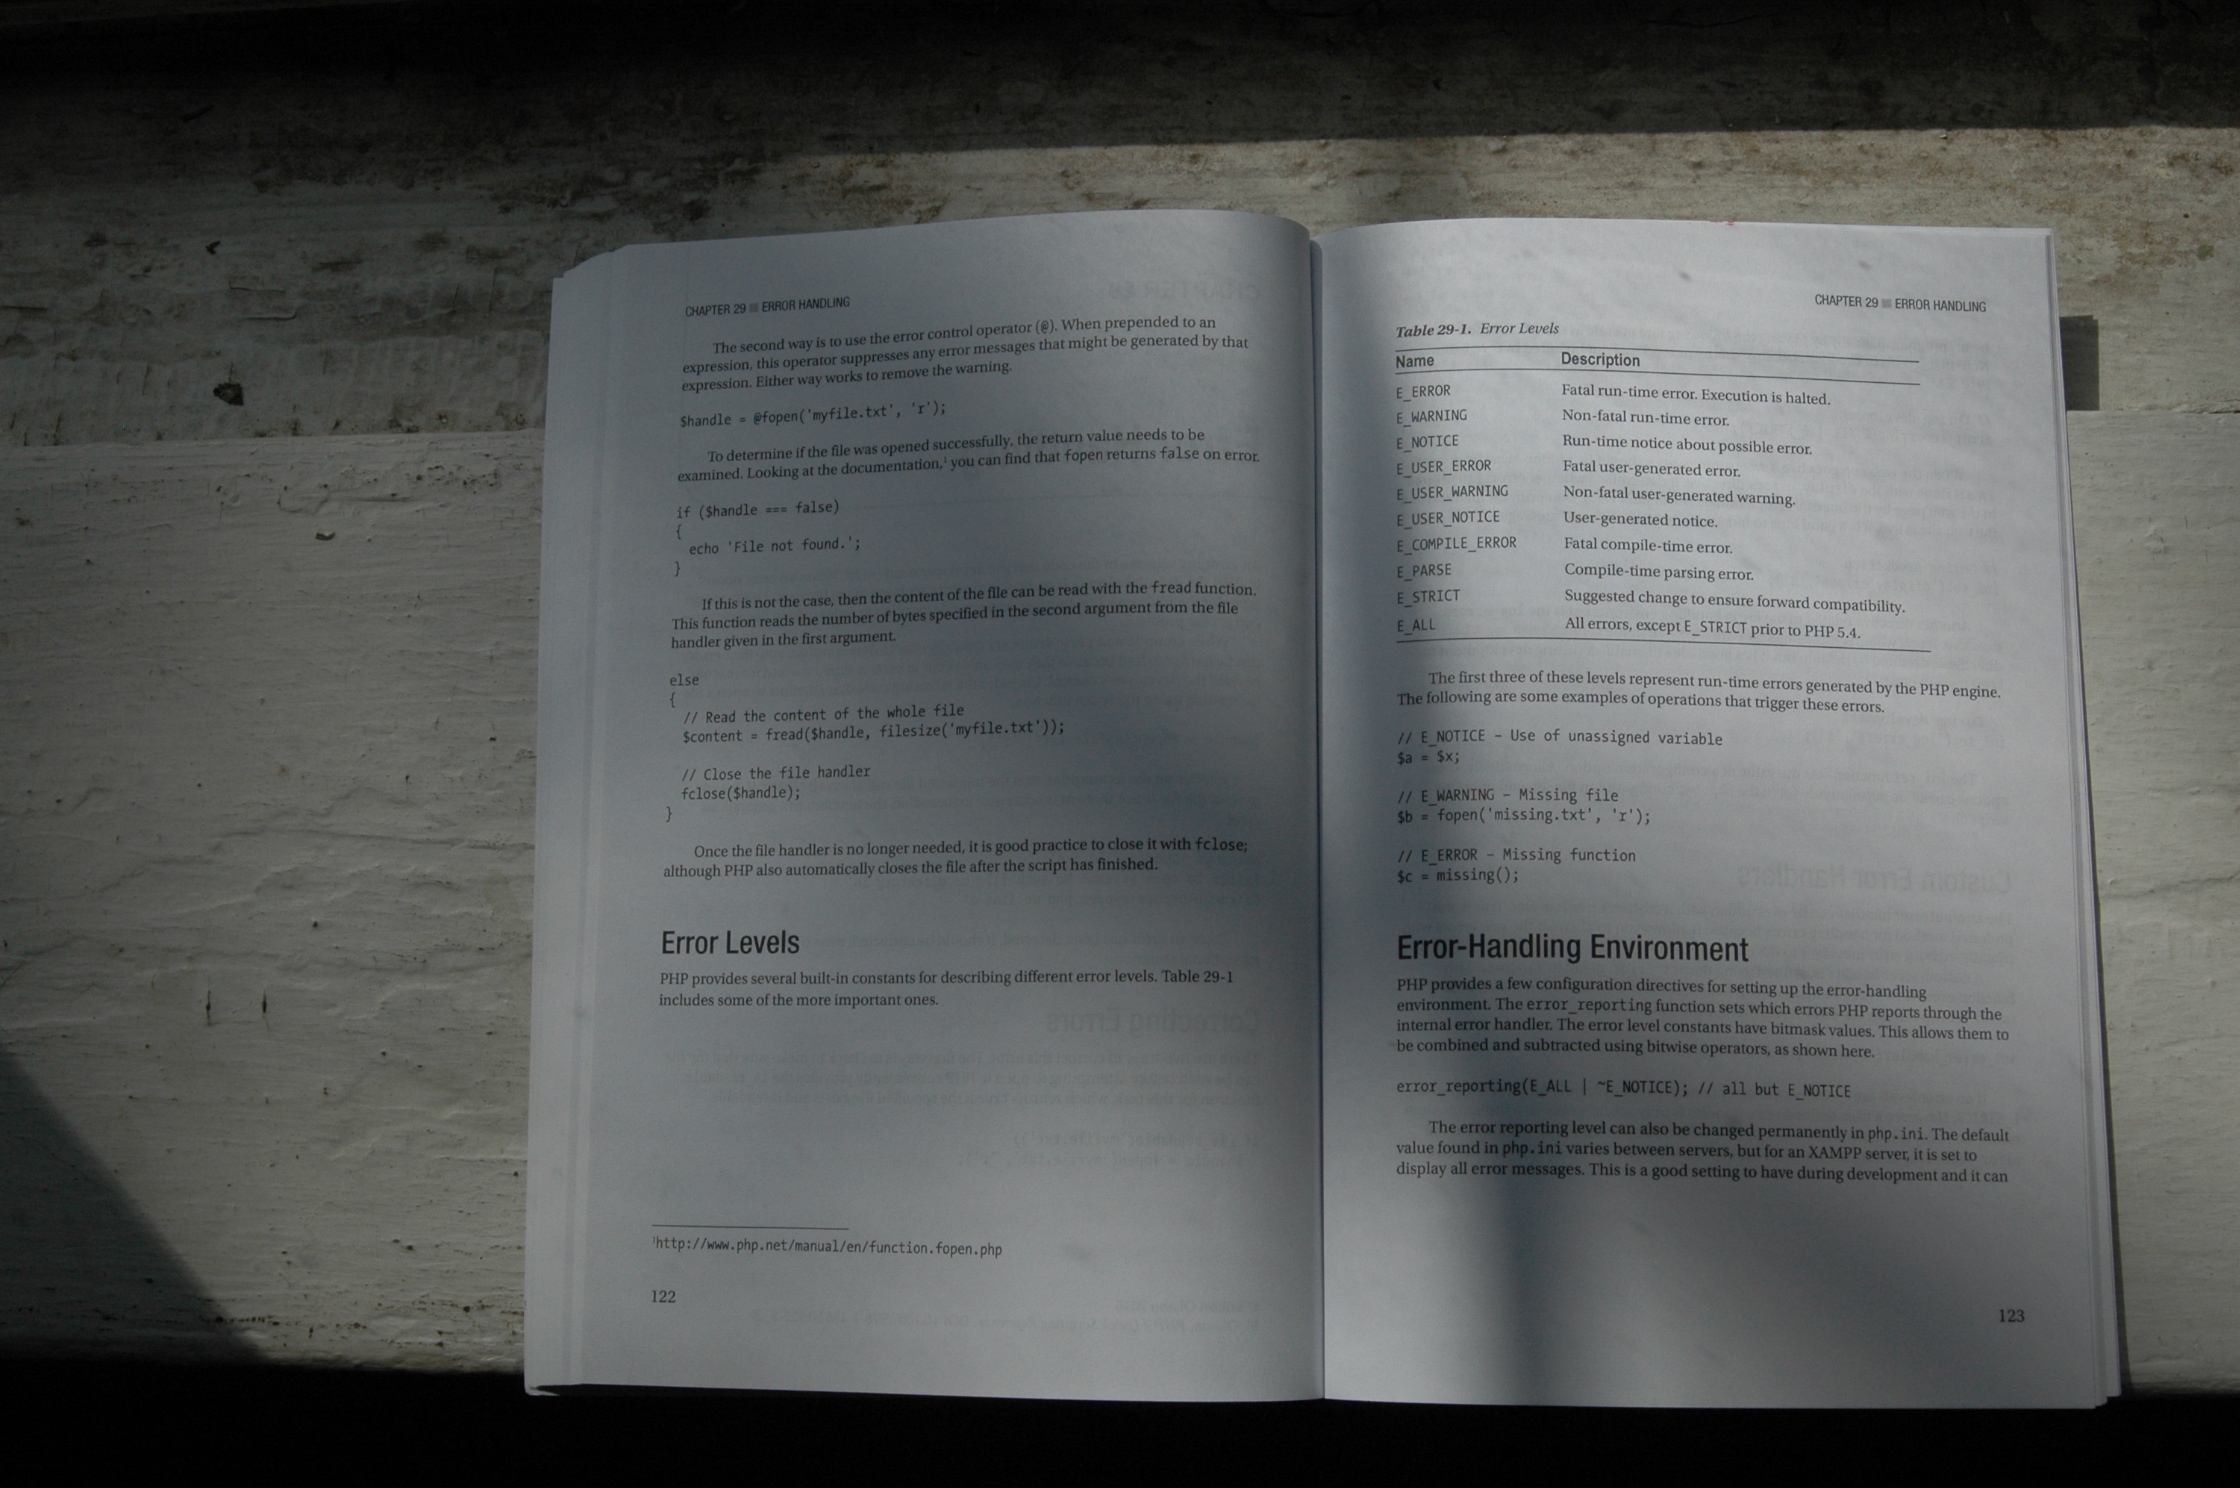 CHAPTER 29 ■ ERROR HANDLING
The second way is to use the error control operator (@). When prepended to an
expression, this operator suppresses any error messages that might be generated by that
expression. Either way works to remove the warning.
$handle = @fopen('myfile.txt', 'r');
To determine if the file was opened successfully, the return value needs to be
examined. Looking at the documentation,¹ you can find that fopen returns false on error.
if ($handle === false)
{
echo 'File not found.';
}
If this is not the case, then the content of the file can be read with the fread function.
This function reads the number of bytes specified in the second argument from the file
handler given in the first argument.
else
{
// Read the content of the whole file
$content = fread($handle, filesize('myfile.txt'));
// Close the file handler
fclose($handle);
}
Once the file handler is no longer needed, it is good practice to close it with fclose;
although PHP also automatically closes the file after the script has finished.
Error Levels
PHP provides several built-in constants for describing different error levels. Table 29-1
includes some of the more important ones.
¹http://www.php.net/manual/en/function.fopen.php
122
CHAPTER 29 ■ ERROR HANDLING
Table 29-1. Error Levels
Name Description
E_ERROR Fatal run-time error. Execution is halted.
E_WARNING Non-fatal run-time error.
E_NOTICE Run-time notice about possible error.
E_USER_ERROR Fatal user-generated error.
E_USER_WARNING Non-fatal user-generated warning.
E_USER_NOTICE User-generated notice.
E_COMPILE_ERROR Fatal compile-time error.
E_PARSE Compile-time parsing error.
E_STRICT Suggested change to ensure forward compatibility.
E_ALL All errors, except E_STRICT prior to PHP 5.4.
The first three of these levels represent run-time errors generated by the PHP engine.
The following are some examples of operations that trigger these errors.
// E_NOTICE – Use of unassigned variable
$a = $x;
// E_WARNING – Missing file
$b = fopen('missing.txt', 'r');
// E_ERROR – Missing function
$c = missing();
Error-Handling Environment
PHP provides a few configuration directives for setting up the error-handling
environment. The error_reporting function sets which errors PHP reports through the
internal error handler. The error level constants have bitmask values. This allows them to
be combined and subtracted using bitwise operators, as shown here.
error_reporting(E_ALL | ~E_NOTICE); // all but E_NOTICE
The error reporting level can also be changed permanently in php.ini. The default
value found in php.ini varies between servers, but for an XAMPP server, it is set to
display all error messages. This is a good setting to have during development and it can
123